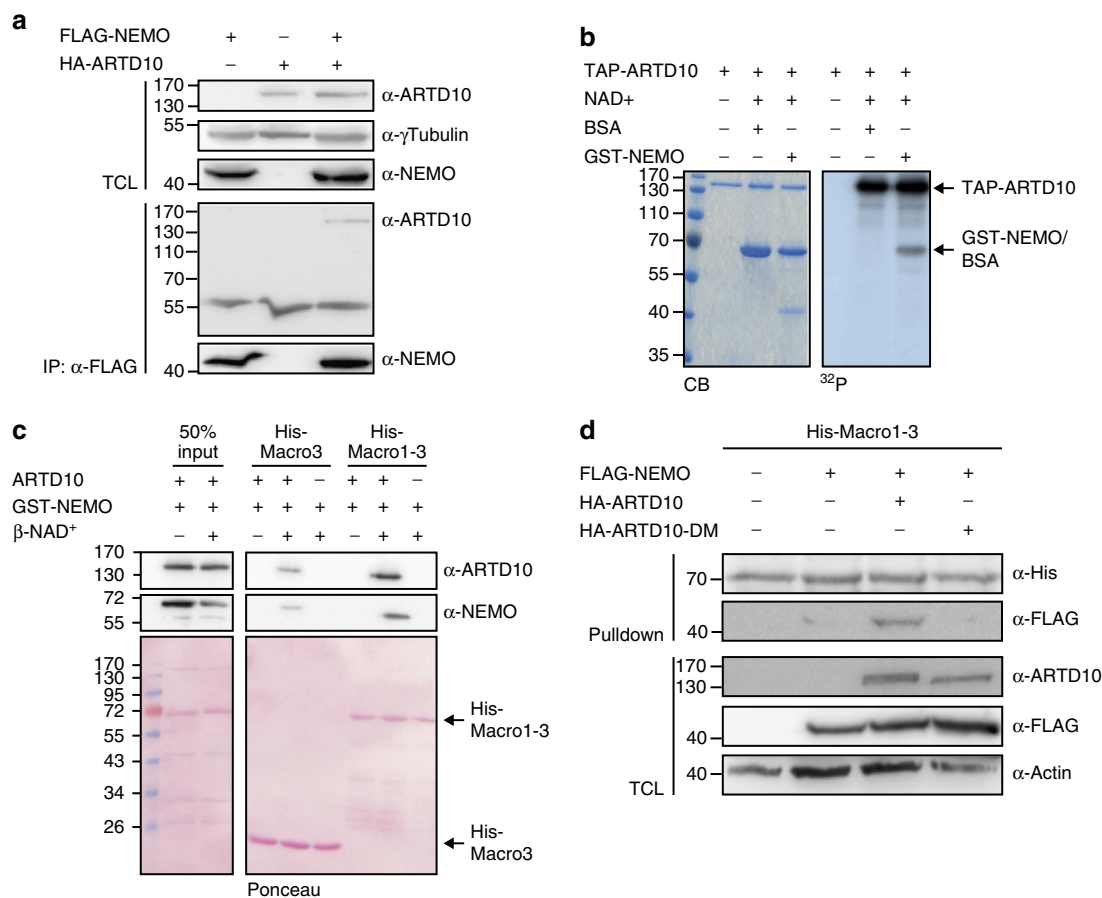 a
FLAG-NEMO + – +
HA-ARTD10 – + +
170
130
α-ARTD10
55
α-γTubulin
α-NEMO
40
TCL
170
130
110
70
55
α-ARTD10
α-NEMO
40
IP: α-FLAG
b
TAP-ARTD10 + + + + + +
NAD+ – + + – + +
BSA – + – – + –
GST-NEMO – – + – – +
170
130
110
70
55
40
35
TAP-ARTD10
GST-NEMO/
BSA
CB
32P
c
50%
input
His-
Macro3
His-
Macro1-3
ARTD10 + + + + – + + –
GST-NEMO + + + + + + + +
β-NAD+ – + – + + – + +
170
130
α-ARTD10
72
55
α-NEMO
170
130
95
72
55
43
34
26
His-
Macro1-3
His-
Macro3
Ponceau
d
His-Macro1-3
FLAG-NEMO – + + +
HA-ARTD10 – – + –
HA-ARTD10-DM – – – +
70
α-His
α-FLAG
40
Pulldown
170
130
α-ARTD10
α-FLAG
40
α-Actin
40
TCL